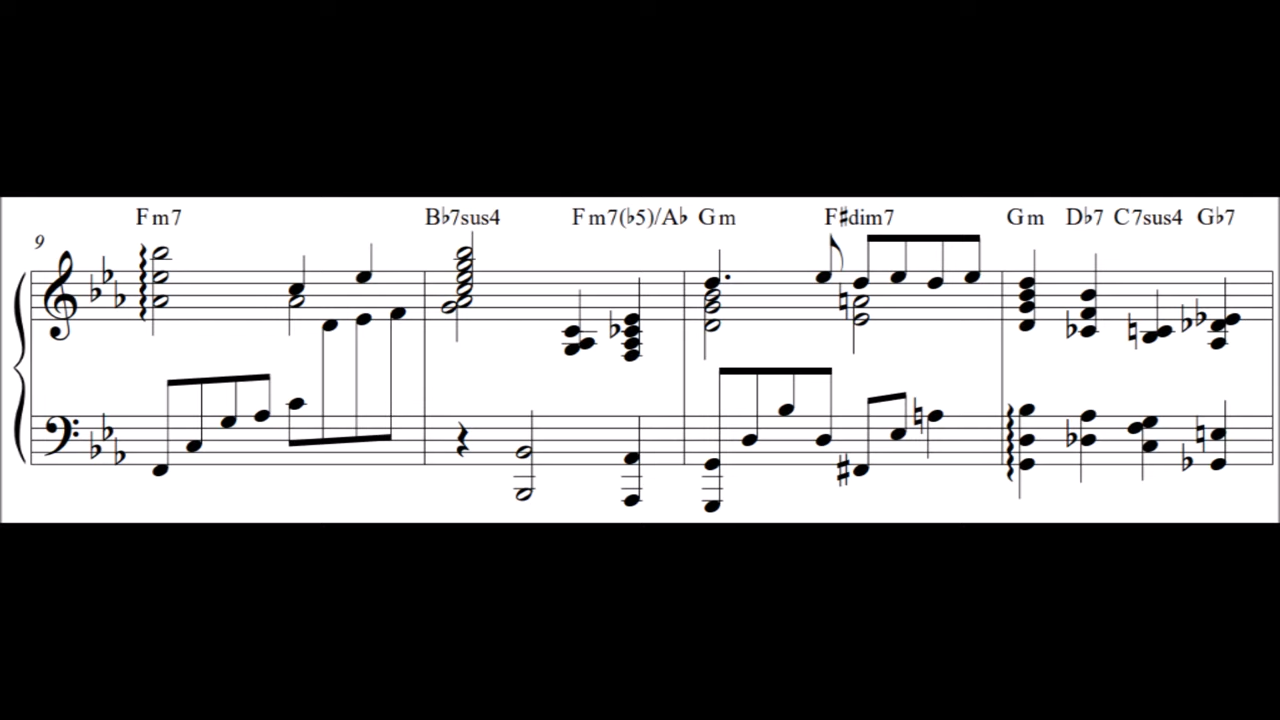 Fm7 B♭7sus4 Fm7(♭5)/A♭ Gm F♯dim7 Gm D♭7 C7sus4 G♭7
9